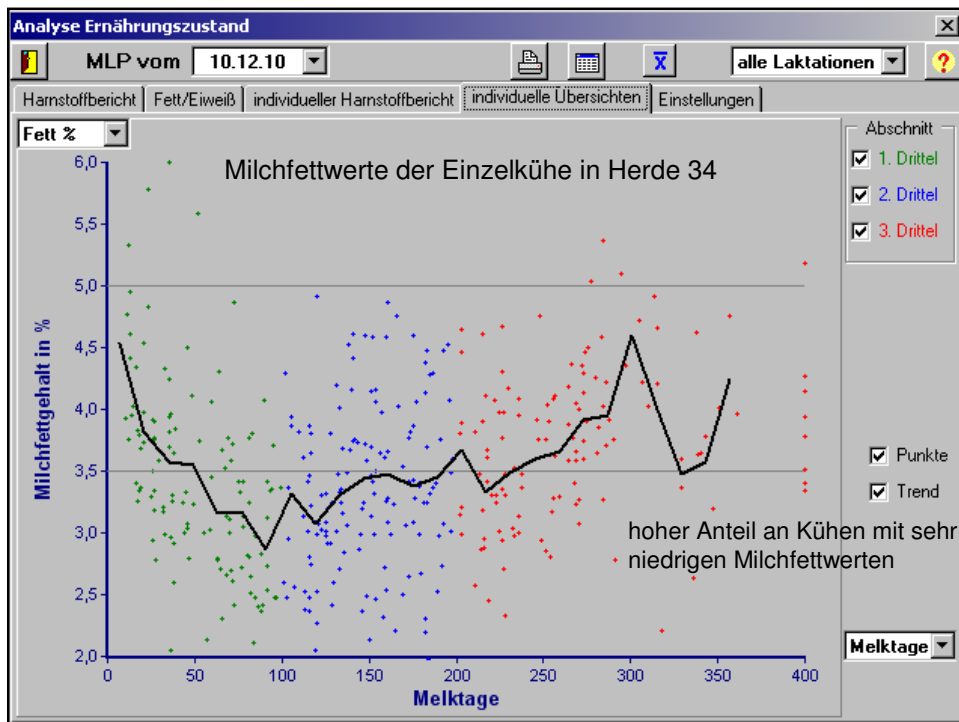 Analyse Ernährungszustand
MLP vom 10.12.10 x alle Laktationen ?
Harnstoffbericht Fett/Eiweiß individueller Harnstoffbericht individuelle Übersichten Einstellungen
Fett %
Milchfettwerte der Einzelkühe in Herde 34
Abschnitt
1. Drittel
2. Drittel
3. Drittel
Milchfettgehalt in %
6,0
5,5
5,0
4,5
4,0
3,5
3,0
2,5
2,0
Punkte
Trend
hoher Anteil an Kühen mit sehr
niedrigen Milchfettwerten
0 50 100 150 200 250 300 350 400
Melktage
Melktage